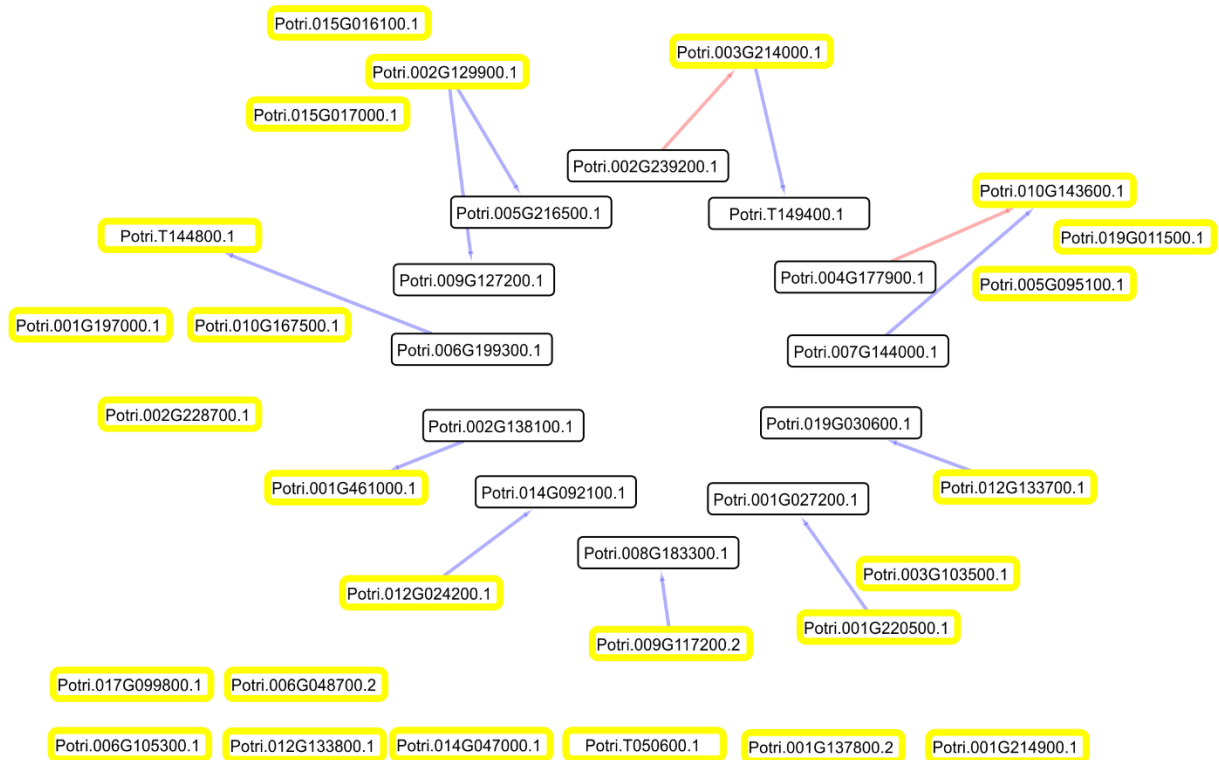 Potri.015G016100.1
Potri.003G214000.1
Potri.002G129900.1
Potri.015G017000.1
Potri.002G239200.1
Potri.010G143600.1
Potri.005G216500.1
Potri.T149400.1
Potri.T144800.1
Potri.019G011500.1
Potri.009G127200.1
Potri.004G177900.1
Potri.005G095100.1
Potri.001G197000.1
Potri.010G167500.1
Potri.006G199300.1
Potri.007G144000.1
Potri.002G228700.1
Potri.002G138100.1
Potri.019G030600.1
Potri.001G461000.1
Potri.014G092100.1
Potri.001G027200.1
Potri.012G133700.1
Potri.008G183300.1
Potri.003G103500.1
Potri.012G024200.1
Potri.001G220500.1
Potri.009G117200.2
Potri.017G099800.1
Potri.006G048700.2
Potri.006G105300.1
Potri.012G133800.1
Potri.014G047000.1
Potri.T050600.1
Potri.001G137800.2
Potri.001G214900.1